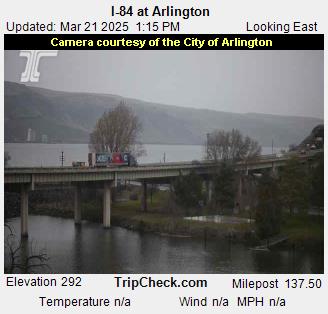 I-84 at Arlington
Updated: Mar 21 2025 1:15 PM Looking East
Camera courtesy of the City of Arlington
Elevation 292 TripCheck.com Milepost 137.50
Temperature n/a Wind n/a MPH n/a